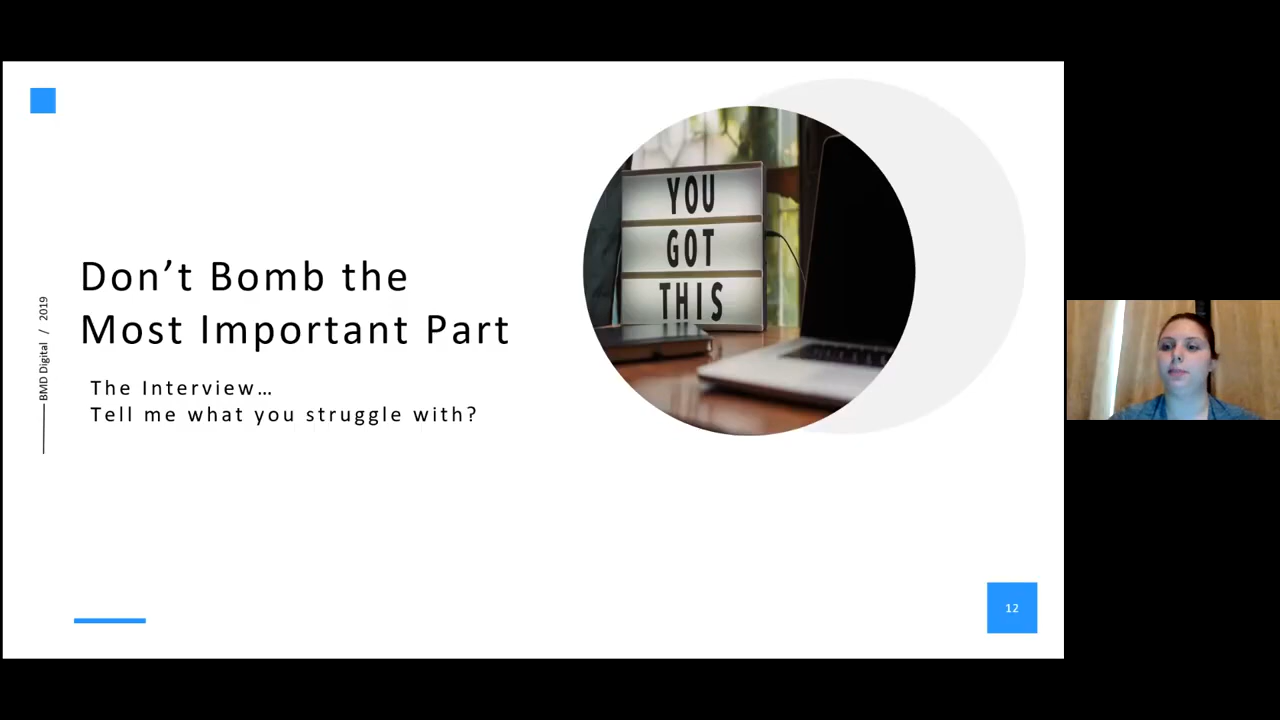 Don't Bomb the
Most Important Part
The Interview…
Tell me what you struggle with?
YOU
GOT
THIS
BMD Digital / 2019
12